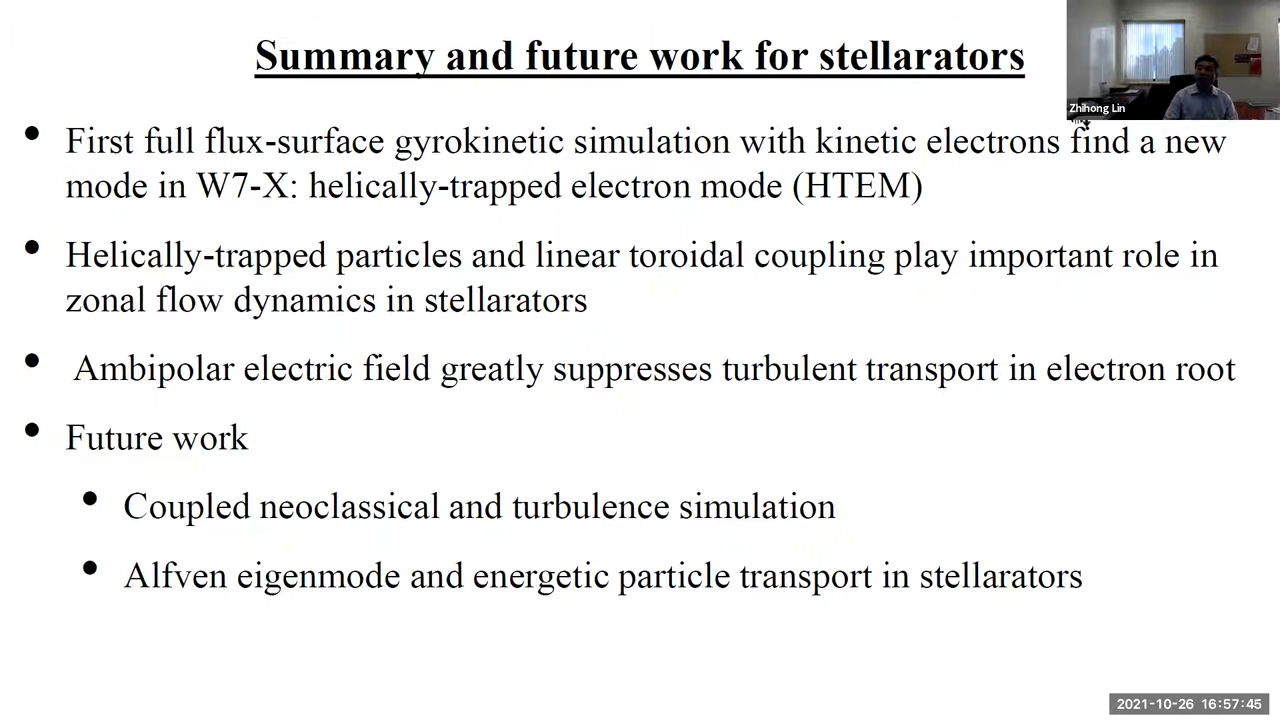 Summary and future work for stellarators
Zhihong Lin
• First full flux-surface gyrokinetic simulation with kinetic electrons find a new
mode in W7-X: helically-trapped electron mode (HTEM)
• Helically-trapped particles and linear toroidal coupling play important role in
zonal flow dynamics in stellarators
• Ambipolar electric field greatly suppresses turbulent transport in electron root
• Future work
• Coupled neoclassical and turbulence simulation
• Alfven eigenmode and energetic particle transport in stellarators
2021-10-26 16:57:45